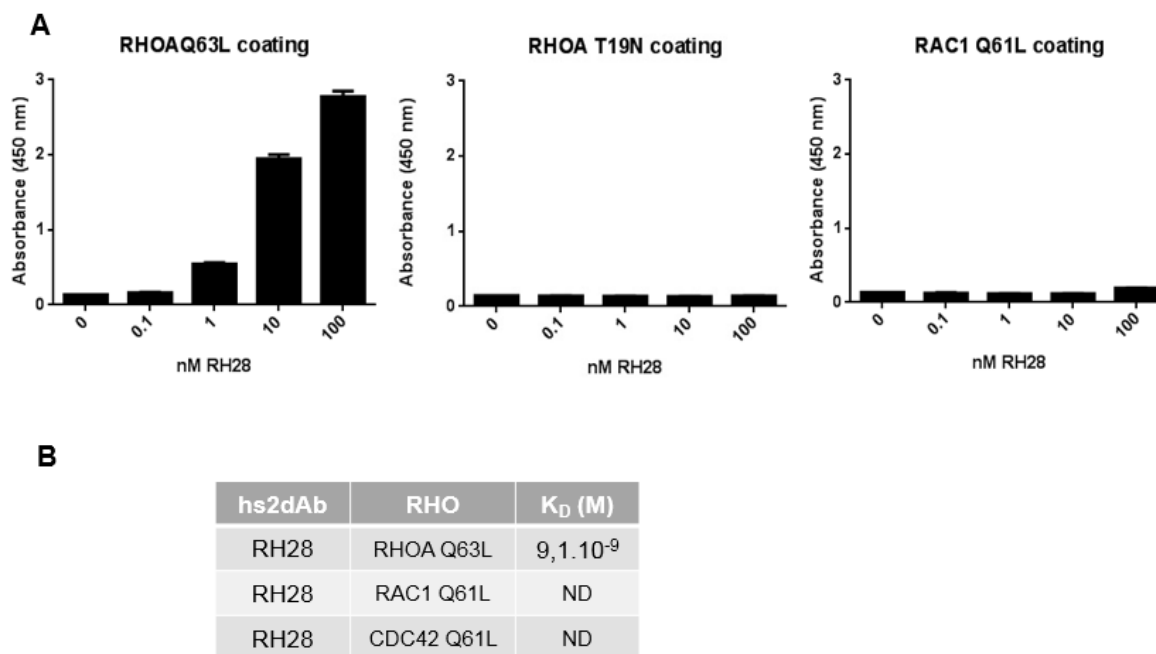 A
RHOAQ63L coating
RHOA T19N coating
RAC1 Q61L coating
Absorbance (450 nm)
3
2
1
0
0
0.1
1
10
100
nM RH28
Absorbance (450 nm)
3
2
1
0
0
0.1
1
10
100
nM RH28
Absorbance (450 nm)
3
2
1
0
0
0.1
1
10
100
nM RH28
B
hs2dAb RHO K_D (M)
RH28 RHOA Q63L 9,1.10⁻⁹
RH28 RAC1 Q61L ND
RH28 CDC42 Q61L ND